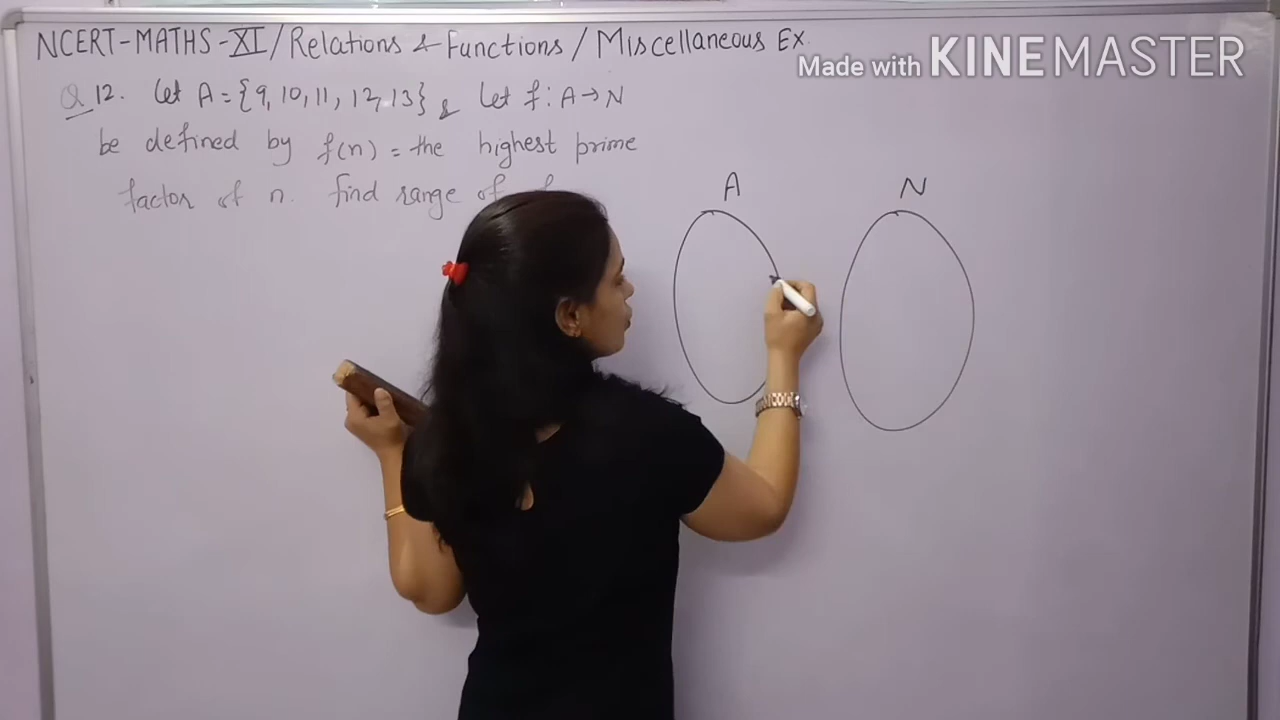 NCERT-MATHS-XI/Relations & Functions/Miscellaneous Ex.
Made with KINEMASTER
Q 12. Let A = {9, 10, 11, 12, 13} & let f : A → N
be defined by f(n) = the highest prime
factor of n. Find range of
A N